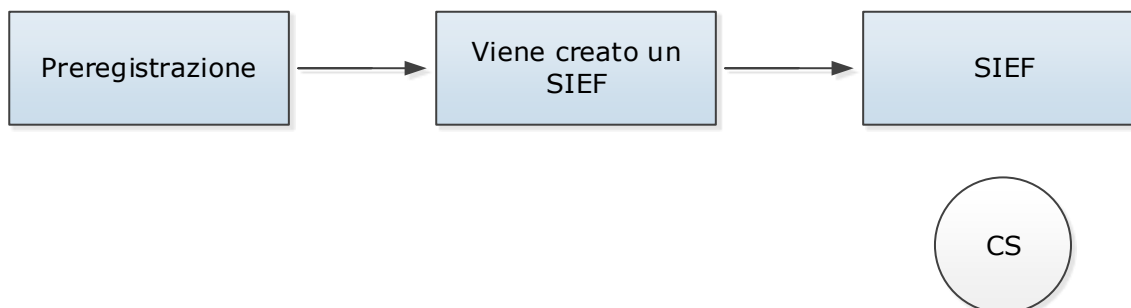 Preregistrazione
Viene creato un
SIEF
SIEF
CS